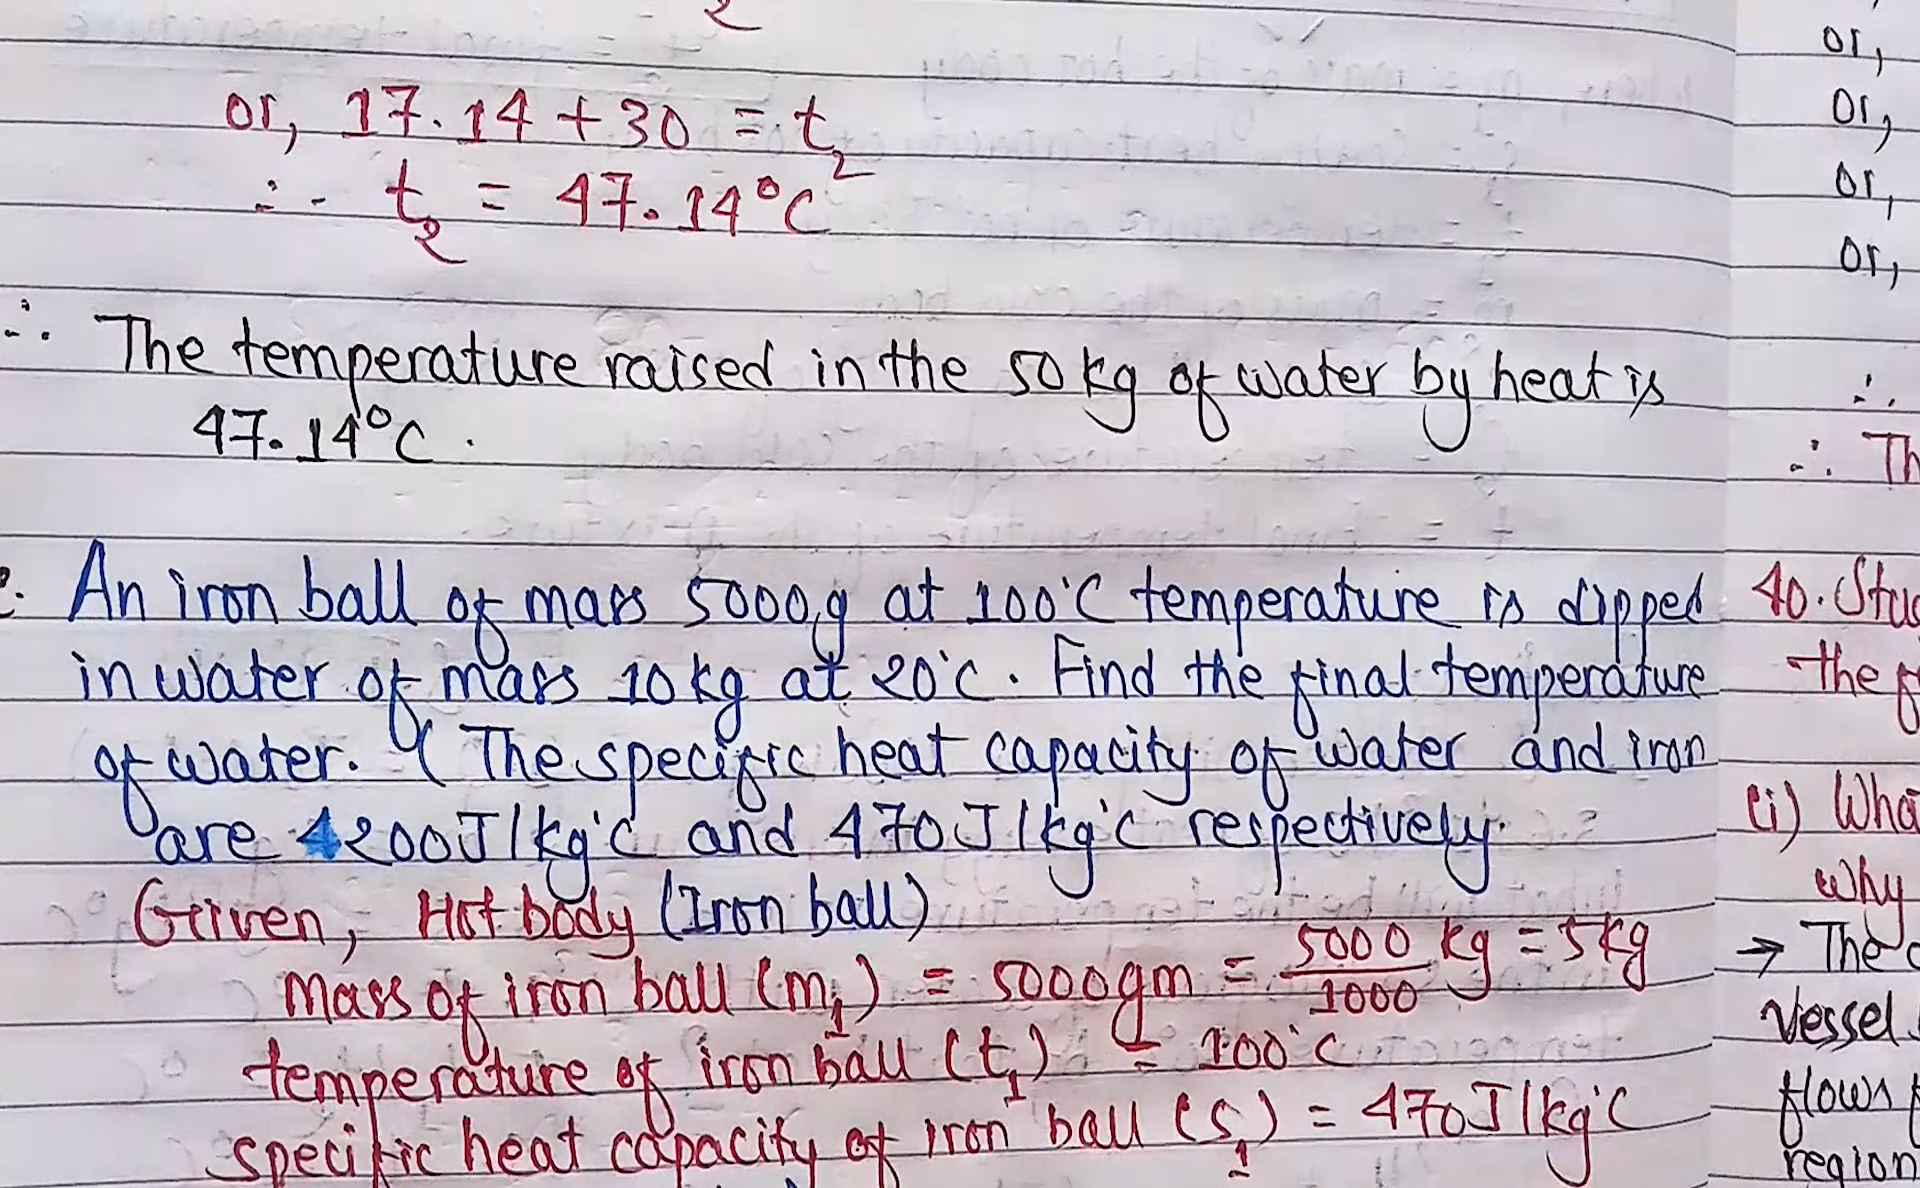 2
or, 17.14 + 30 = t2
∴ t2 = 47.14°C
∴ The temperature raised in the 50kg of water by heat is
47.14°C.
e. An iron ball of mass 5000g at 100°C temperature is dipped
in water of mass 10kg at 20°C. Find the final temperature
of water. ( The specific heat capacity of water and iron
are 4200J/kg°C and 470J/kg°C respectively.
Given, Hot body (Iron ball)
mass of iron ball (m1) = 5000gm = 5000/1000 kg = 5kg
temperature of iron ball (t1) = 100°C
specific heat capacity of iron ball (s1) = 470J/kg°C
or,
or,
or,
or,
∴
∴ Th
40. Stu
the f
(i) Wha
why
→ The
vessel
flows
region